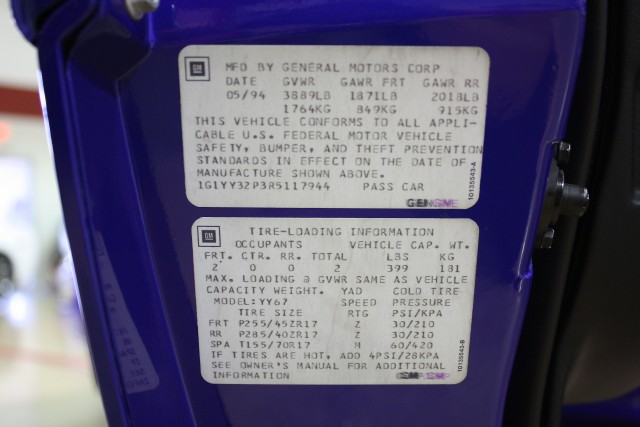 GM
MFD BY GENERAL MOTORS CORP
DATE GVWR GAWR FRT GAWR RR
05/94 3889LB 1871LB 2018LB
1764KG 849KG 915KG
THIS VEHICLE CONFORMS TO ALL APPLI-
CABLE U.S. FEDERAL MOTOR VEHICLE
SAFETY, BUMPER, AND THEFT PREVENTION
STANDARDS IN EFFECT ON THE DATE OF
MANUFACTURE SHOWN ABOVE.
1G1YY32P3R5117944 PASS CAR
10135543-A
GM
TIRE-LOADING INFORMATION
OCCUPANTS VEHICLE CAP. WT.
FRT. CTR. RR. TOTAL LBS KG
2 0 0 2 399 181
MAX. LOADING @ GVWR SAME AS VEHICLE
CAPACITY WEIGHT. YAD COLD TIRE
MODEL:YY67 SPEED PRESSURE
TIRE SIZE RTG PSI/KPA
FRT P255/45ZR17 Z 30/210
RR P285/40ZR17 Z 30/210
SPA T155/70R17 M 60/420
IF TIRES ARE HOT, ADD 4PSI/28KPA
SEE OWNER'S MANUAL FOR ADDITIONAL
INFORMATION
10135543-B